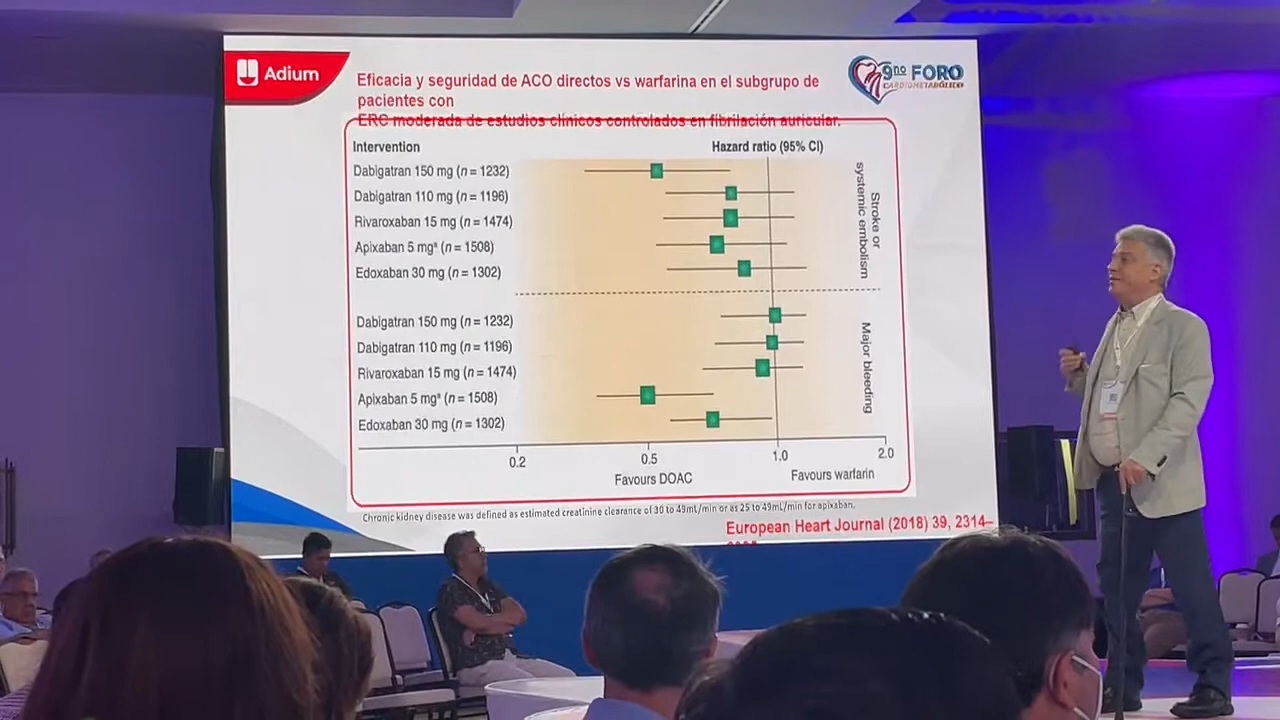 Adium
9no FORO
CARDIOMETABÓLICO
Eficacia y seguridad de ACO directos vs warfarina en el subgrupo de
pacientes con
ERC moderada de estudios clínicos controlados en fibrilación auricular.
Intervention
Hazard ratio (95% CI)
Dabigatran 150 mg (n = 1232)
Dabigatran 110 mg (n = 1196)
Rivaroxaban 15 mg (n = 1474)
Apixaban 5 mgª (n = 1508)
Edoxaban 30 mg (n = 1302)
Stroke or
systemic embolism
Dabigatran 150 mg (n = 1232)
Dabigatran 110 mg (n = 1196)
Rivaroxaban 15 mg (n = 1474)
Apixaban 5 mgª (n = 1508)
Edoxaban 30 mg (n = 1302)
Major bleeding
0.2 0.5 1.0 2.0
Favours DOAC Favours warfarin
Chronic kidney disease was defined as estimated creatinine clearance of 30 to 49mL/min or as 25 to 49mL/min for apixaban.
European Heart Journal (2018) 39, 2314–